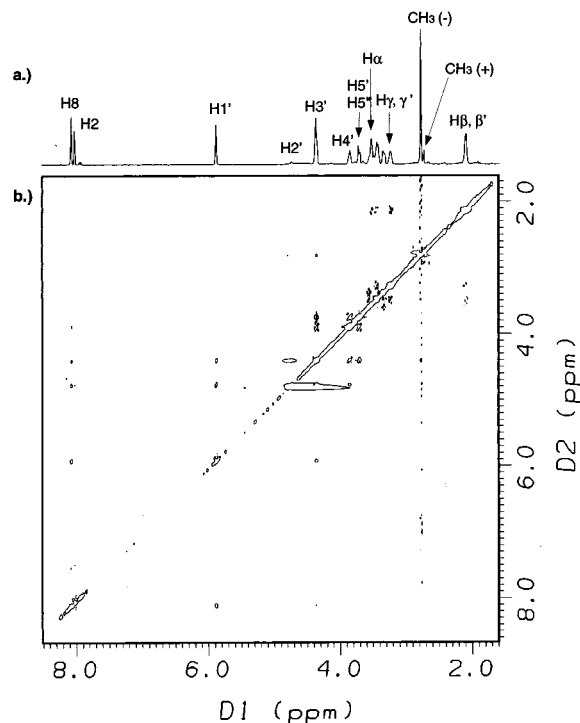 a.)
H8
H2
H1'
H2'
H3'
H4'
H5'
H5"
Hα
Hγ, γ'
CH3 (-)
CH3 (+)
Hβ, β'
b.)
2.0
4.0
6.0
8.0
D2 (ppm)
8.0 6.0 4.0 2.0
D1 (ppm)